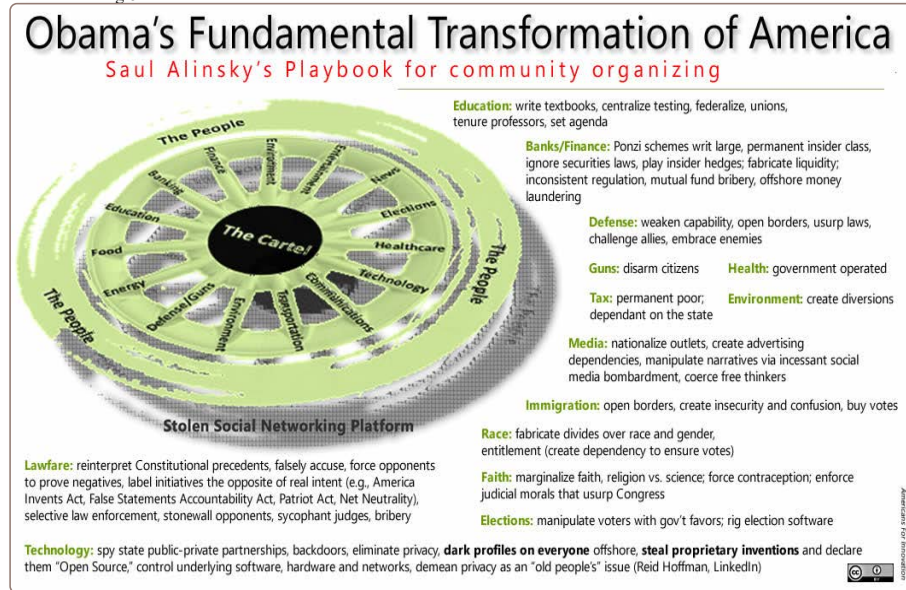 Obama's Fundamental Transformation of America
Saul Alinsky's Playbook for community organizing
Education: write textbooks, centralize testing, federalize, unions,
tenure professors, set agenda
Banks/Finance: Ponzi schemes writ large, permanent insider class,
ignore securities laws, play insider hedges; fabricate liquidity;
inconsistent regulation, mutual fund bribery, offshore money
laundering
Defense: weaken capability, open borders, usurp laws,
challenge allies, embrace enemies
Guns: disarm citizens
Health: government operated
Tax: permanent poor;
dependant on the state
Environment: create diversions
Media: nationalize outlets, create advertising
dependencies, manipulate narratives via incessant social
media bombardment, coerce free thinkers
Immigration: open borders, create insecurity and confusion, buy votes
Race: fabricate divides over race and gender,
entitlement (create dependency to ensure votes)
Faith: marginalize faith, religion vs. science; force contraception; enforce
judicial morals that usurp Congress
Elections: manipulate voters with gov't favors; rig election software
The People
The People
The People
The Cartel
Environment
Entertainment
News
Elections
Healthcare
Technology
Communications
Transportation
Environment
Defense/Guns
Energy
Food
Education
Banking
Finance
Stolen Social Networking Platform
Lawfare: reinterpret Constitutional precedents, falsely accuse, force opponents
to prove negatives, label initiatives the opposite of real intent (e.g., America
Invents Act, False Statements Accountability Act, Patriot Act, Net Neutrality),
selective law enforcement, stonewall opponents, sycophant judges, bribery
Technology: spy state public-private partnerships, backdoors, eliminate privacy, dark profiles on everyone offshore, steal proprietary inventions and declare
them "Open Source," control underlying software, hardware and networks, demean privacy as an "old people's" issue (Reid Hoffman, LinkedIn)
Americans For Innovation
cc
BY